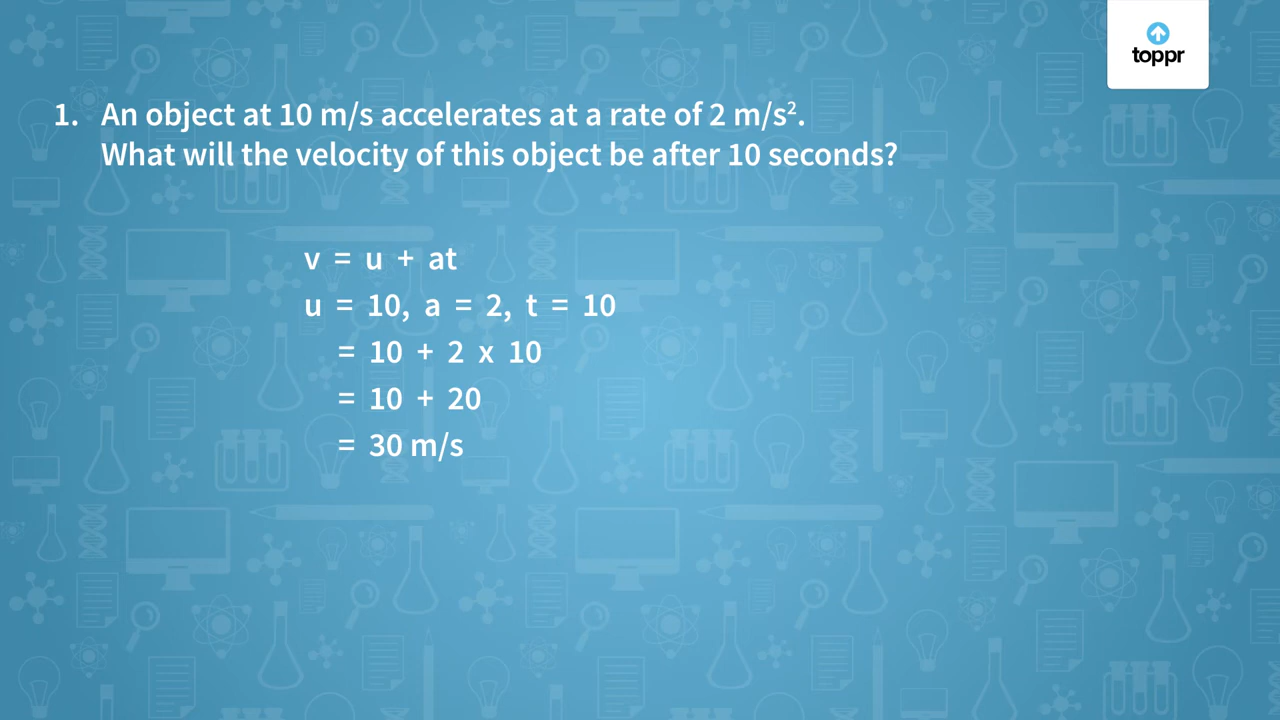 toppr
1. An object at 10 m/s accelerates at a rate of 2 m/s².
What will the velocity of this object be after 10 seconds?
v = u + at
u = 10, a = 2, t = 10
= 10 + 2 x 10
= 10 + 20
= 30 m/s